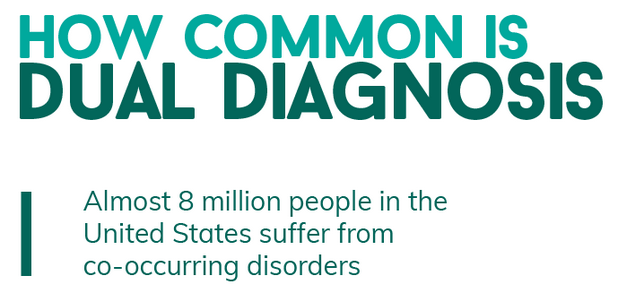 HOW COMMON IS
DUAL DIAGNOSIS
Almost 8 million people in the
United States suffer from
co-occurring disorders